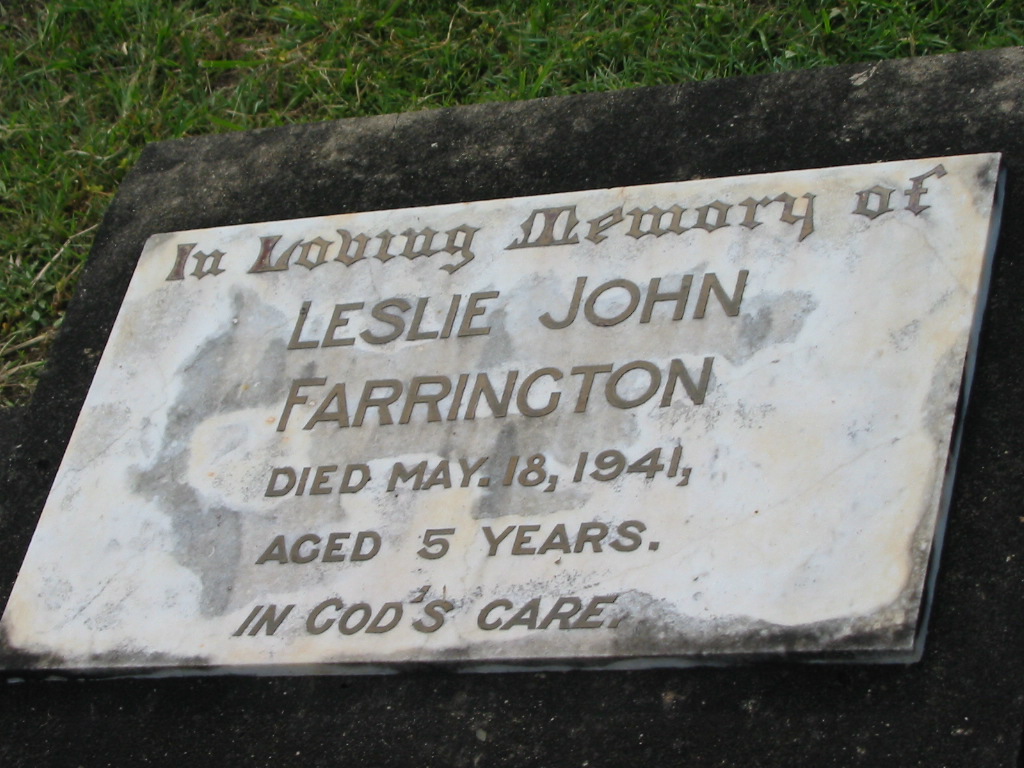 In Loving Memory of
LESLIE JOHN
FARRINGTON
DIED MAY. 18, 1941,
AGED 5 YEARS.
IN GOD'S CARE.